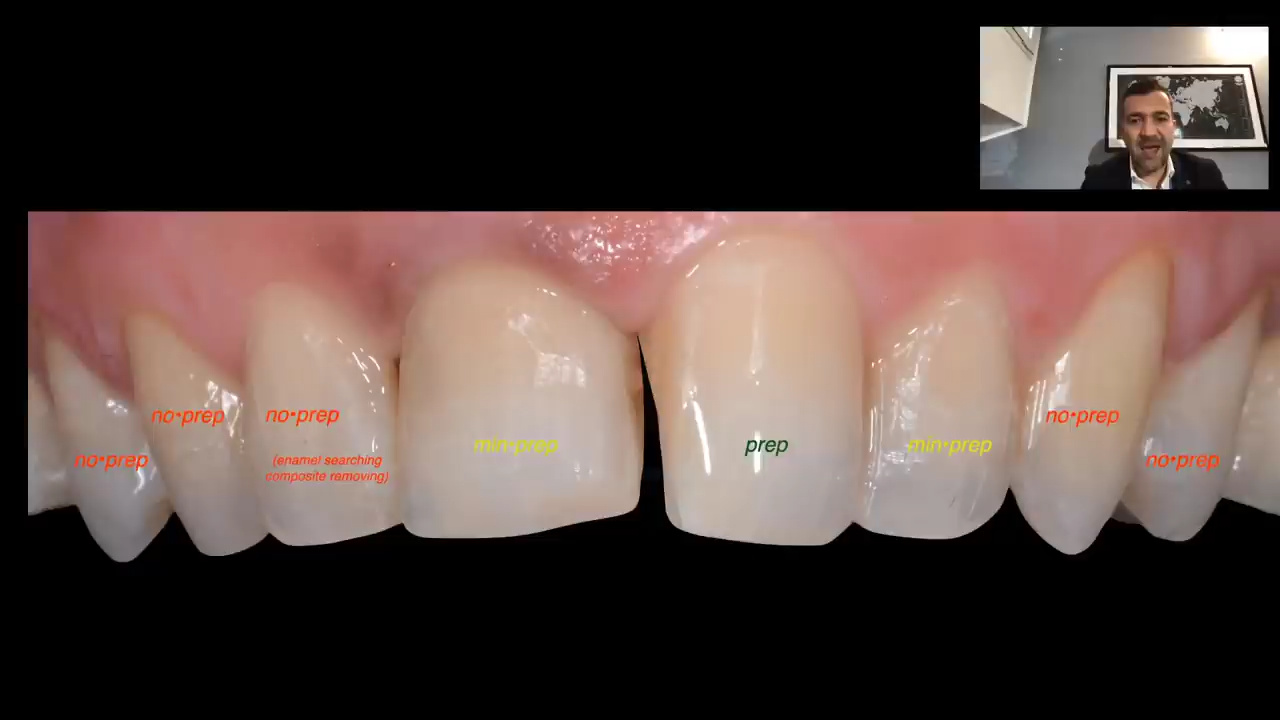 no•prep
no•prep
no•prep
(enamel searching
composite removing)
min•prep
prep
min•prep
no•prep
no•prep